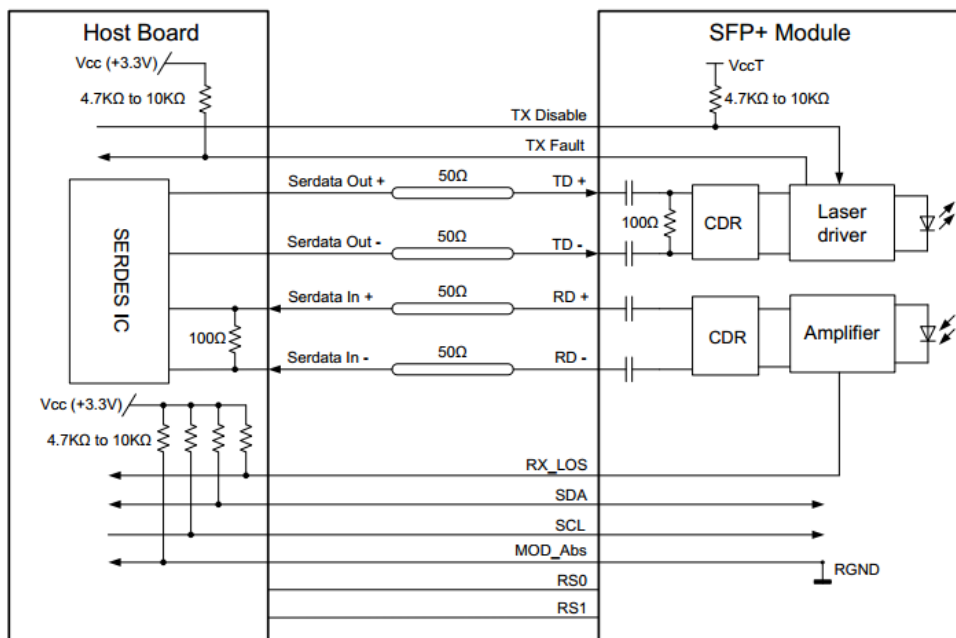 Host Board
SFP+ Module
Vcc (+3.3V)
4.7KΩ to 10KΩ
VccT
4.7KΩ to 10KΩ
TX Disable
TX Fault
SERDES IC
Serdata Out +
50Ω
TD +
100Ω
CDR
Laser
driver
Serdata Out -
50Ω
TD -
Serdata In +
50Ω
RD +
100Ω
CDR
Amplifier
Serdata In -
50Ω
RD -
Vcc (+3.3V)
4.7KΩ to 10KΩ
RX_LOS
SDA
SCL
MOD_Abs
RGND
RS0
RS1